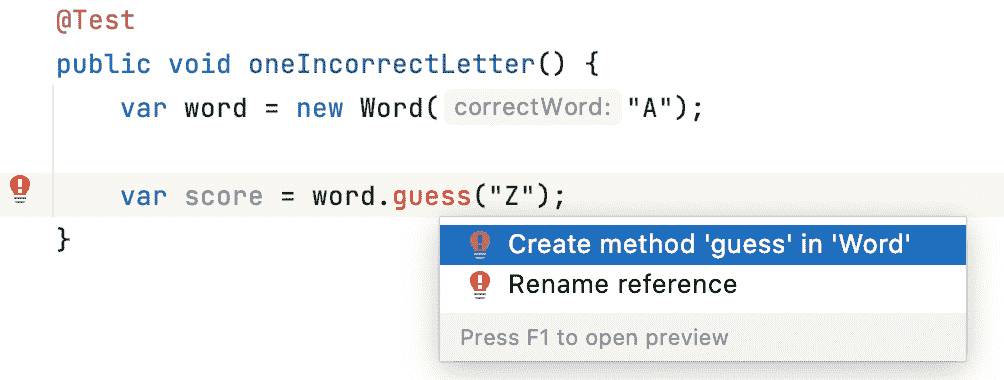 @Test
public void oneIncorrectLetter() {
var word = new Word( correctWord: "A");
var score = word.guess("Z");
}
Create method 'guess' in 'Word'
Rename reference
Press F1 to open preview